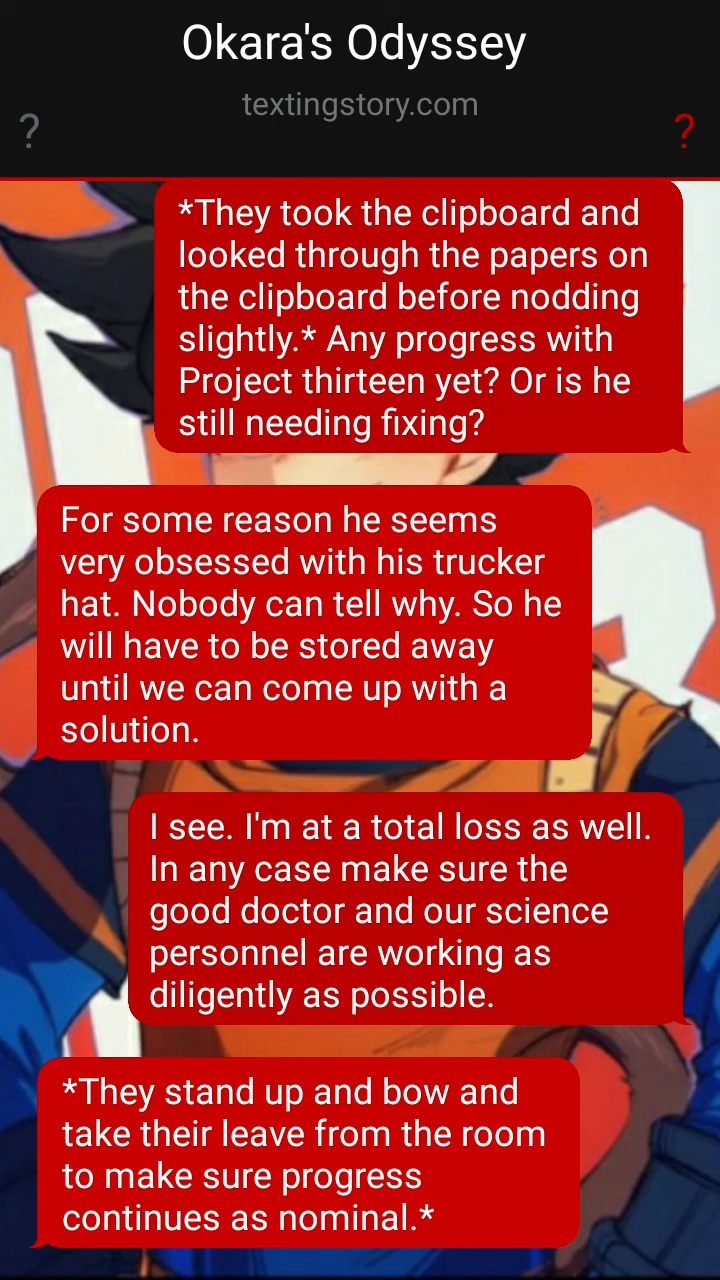 Okara's Odyssey
textingstory.com
?
?
*They took the clipboard and
looked through the papers on
the clipboard before nodding
slightly.* Any progress with
Project thirteen yet? Or is he
still needing fixing?
For some reason he seems
very obsessed with his trucker
hat. Nobody can tell why. So he
will have to be stored away
until we can come up with a
solution.
I see. I'm at a total loss as well.
In any case make sure the
good doctor and our science
personnel are working as
diligently as possible.
*They stand up and bow and
take their leave from the room
to make sure progress
continues as nominal.*